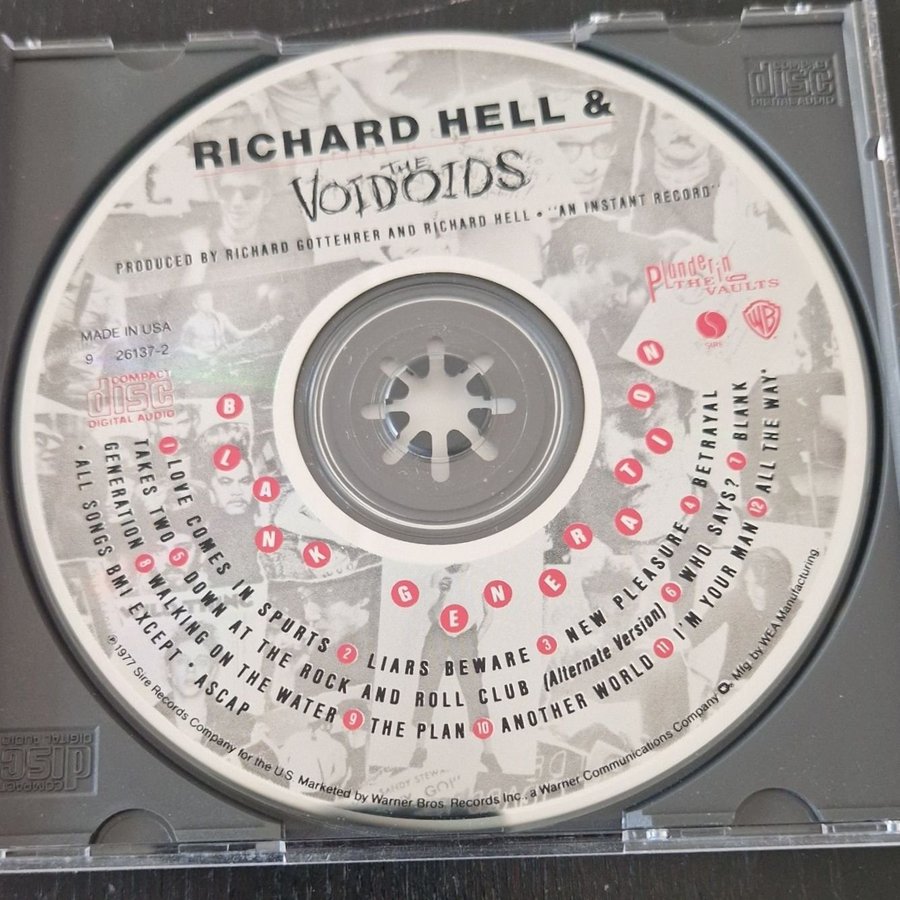 COMPACT
disc
DIGITAL AUDIO
RICHARD HELL &
THE
VOIDOIDS
PRODUCED BY RICHARD GOTTEHRER AND RICHARD HELL • "AN INSTANT RECORD"
Plunderin
THE
VAULTS
SIRE
WB
MADE IN USA
9 26137-2
COMPACT
disc
DIGITAL AUDIO
BLANK GENERATION
1 LOVE COMES IN SPURTS 2 LIARS BEWARE 3 NEW PLEASURE 4 BETRAYAL
TAKES TWO 5 DOWN AT THE ROCK AND ROLL CLUB (Alternate Version) 6 WHO SAYS? 7 BLANK
GENERATION 8 WALKING ON THE WATER 9 THE PLAN 10 ANOTHER WORLD 11 I'M YOUR MAN 12 ALL THE WAY•
• ALL SONGS BMI EXCEPT • ASCAP
℗1977 Sire Records Company for the U.S. Marketed by Warner Bros. Records Inc., a Warner Communications Company. Mfg. by WEA Manufacturing
COMPACT
disc
DIGITAL AUDIO